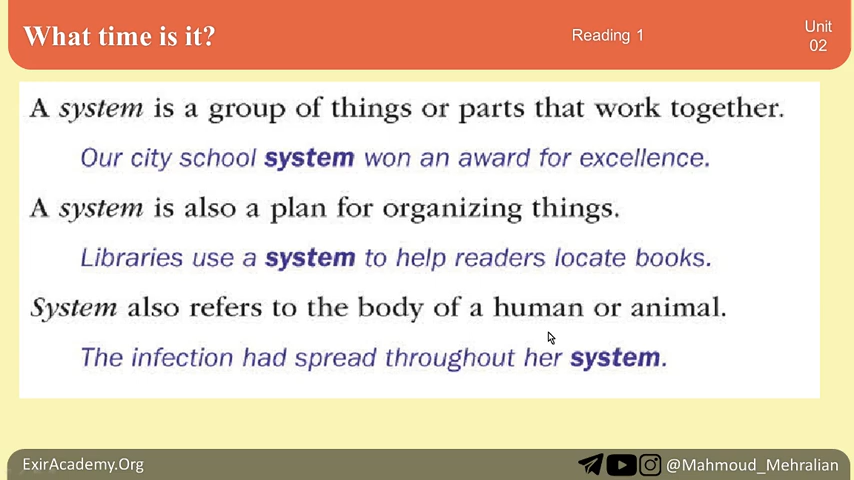 What time is it?
Reading 1
Unit
02
A system is a group of things or parts that work together.
Our city school system won an award for excellence.
A system is also a plan for organizing things.
Libraries use a system to help readers locate books.
System also refers to the body of a human or animal.
The infection had spread throughout her system.
ExirAcademy.Org
@Mahmoud_Mehralian